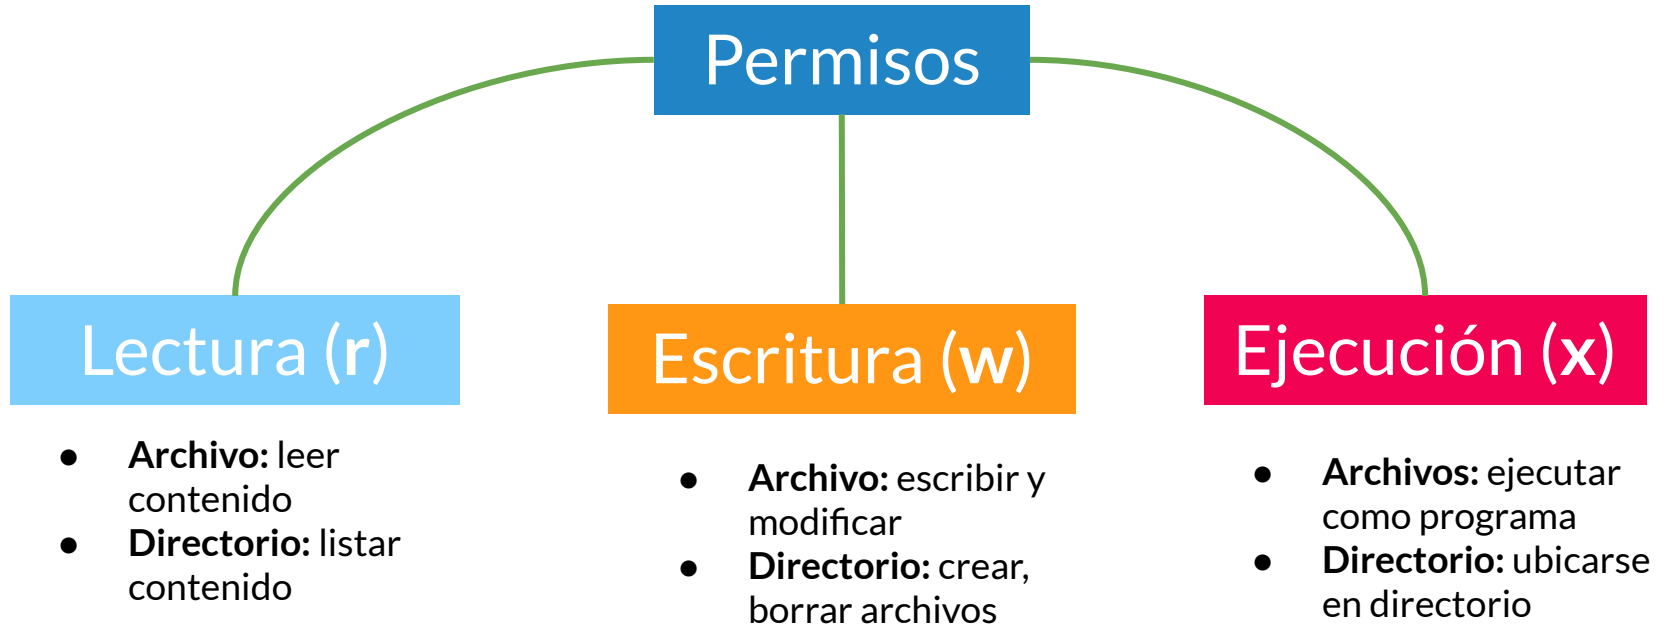 Permisos
Lectura (r)
● Archivo: leer
contenido
● Directorio: listar
contenido
Escritura (w)
● Archivo: escribir y
modificar
● Directorio: crear,
borrar archivos
Ejecución (x)
● Archivos: ejecutar
como programa
● Directorio: ubicarse
en directorio